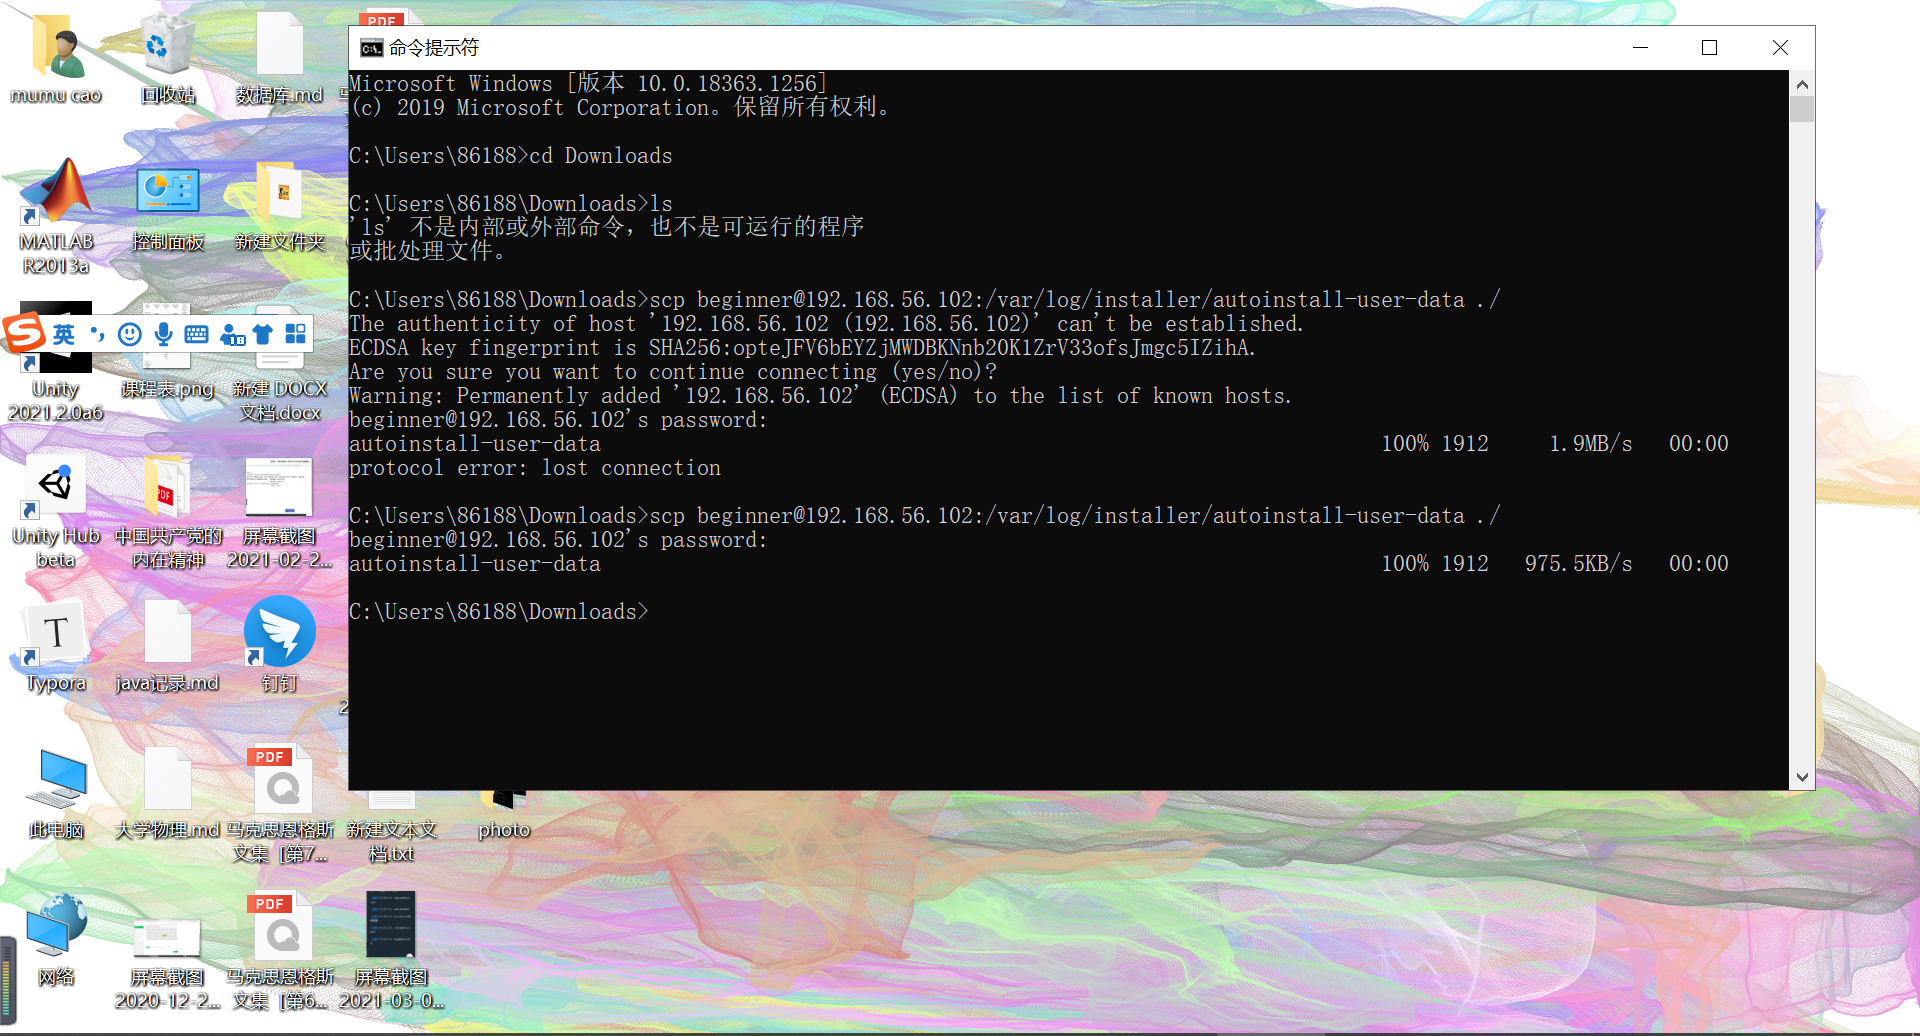 命令提示符
Microsoft Windows [版本 10.0.18363.1256]
(c) 2019 Microsoft Corporation。保留所有权利。
C:\Users\86188>cd Downloads
C:\Users\86188\Downloads>ls
'ls' 不是内部或外部命令，也不是可运行的程序
或批处理文件。
C:\Users\86188\Downloads>scp beginner@192.168.56.102:/var/log/installer/autoinstall-user-data ./
The authenticity of host '192.168.56.102 (192.168.56.102)' can't be established.
ECDSA key fingerprint is SHA256:opteJFV6bEYZjMWDBKNnb20K1ZrV33ofsJmgc5IZihA.
Are you sure you want to continue connecting (yes/no)?
Warning: Permanently added '192.168.56.102' (ECDSA) to the list of known hosts.
beginner@192.168.56.102's password:
autoinstall-user-data 100% 1912 1.9MB/s 00:00
protocol error: lost connection
C:\Users\86188\Downloads>scp beginner@192.168.56.102:/var/log/installer/autoinstall-user-data ./
beginner@192.168.56.102's password:
autoinstall-user-data 100% 1912 975.5KB/s 00:00
C:\Users\86188\Downloads>
mumu cao
回收站
数据库.md
PDF
MATLAB
R2013a
控制面板
新建文件夹
英
Unity
2021.2.0a6
课程表.png
新建 DOCX
文档.docx
Unity Hub
beta
PDF
中国共产党的
内在精神
屏幕截图
2021-02-2...
T
Typora
java记录.md
钉钉
2
此电脑
大学物理.md
PDF
马克思恩格斯
文集［第7...
新建文本文
档.txt
photo
网络
屏幕截图
2020-12-2...
PDF
马克思恩格斯
文集［第6...
屏幕截图
2021-03-0...